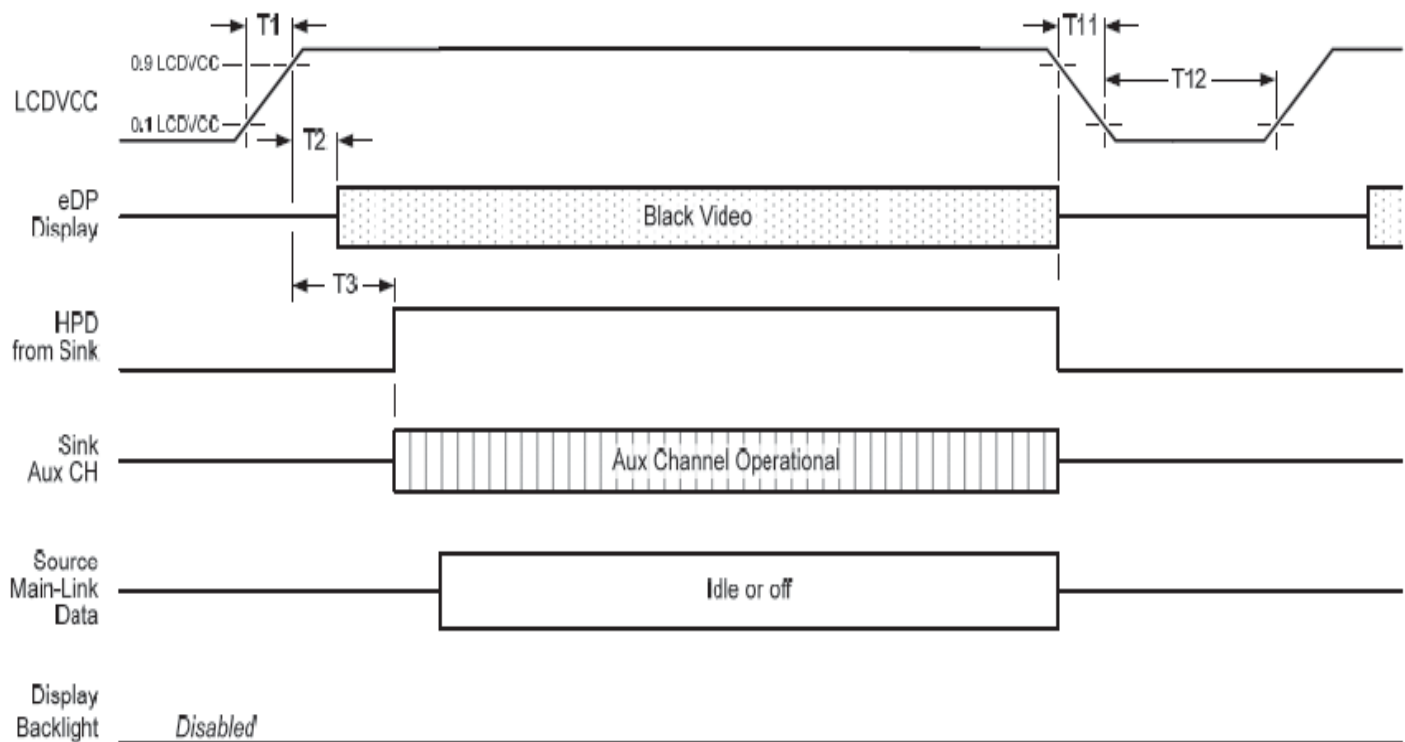 T1
T11
0.9 LCDVCC
LCDVCC
T12
0.1 LCDVCC
T2
eDP
Display
Black Video
T3
HPD
from Sink
Sink
Aux CH
Aux Channel Operational
Source
Main-Link
Data
Idle or off
Display
Backlight
Disabled